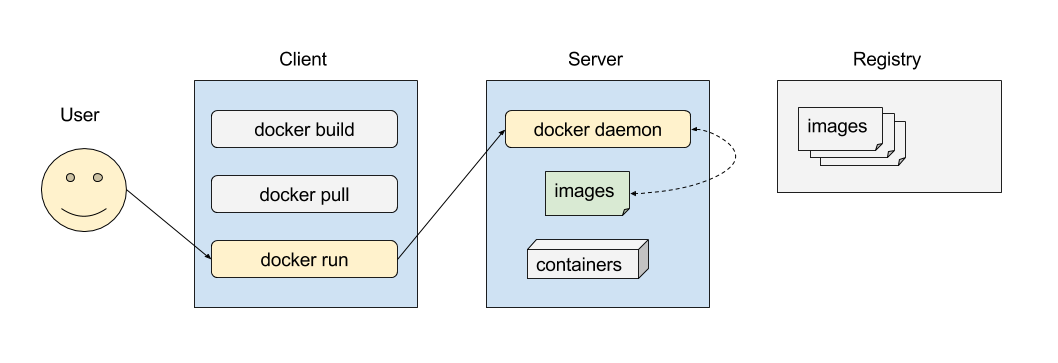 User
Client
docker build
docker pull
docker run
Server
docker daemon
images
containers
Registry
images